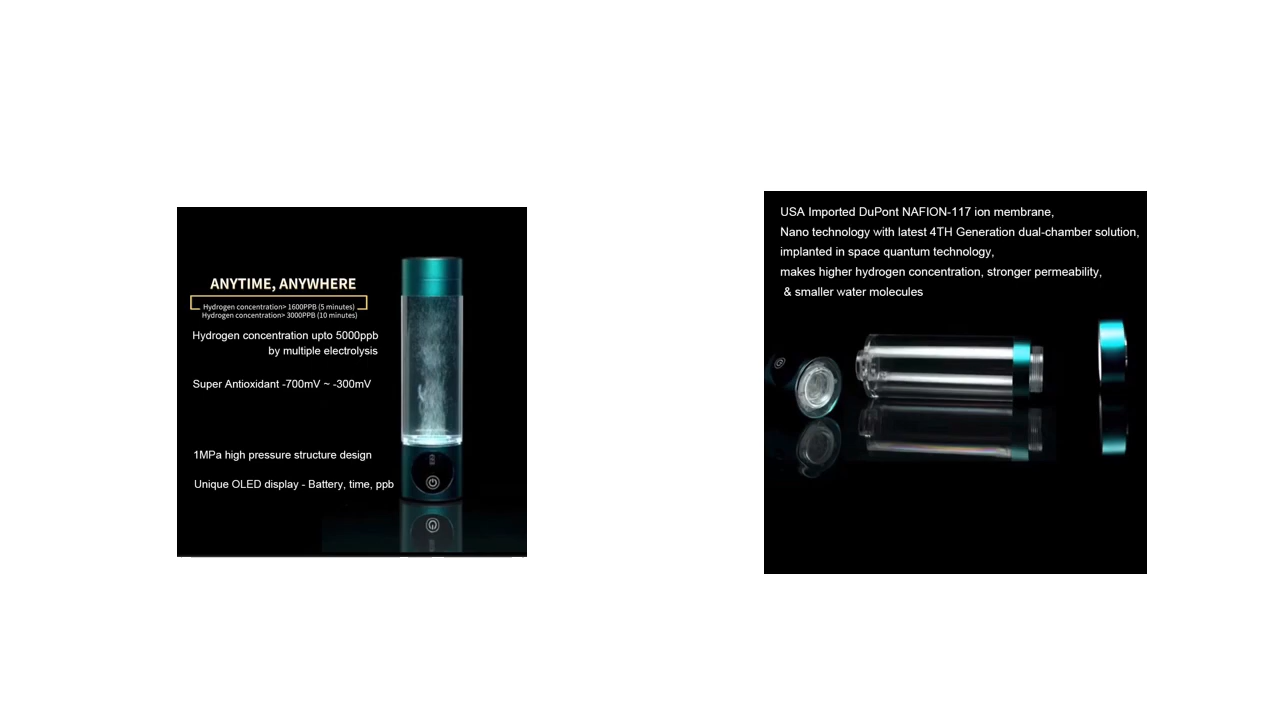 ANYTIME, ANYWHERE
Hydrogen concentration> 1600PPB (5 minutes)
Hydrogen concentration> 3000PPB (10 minutes)
Hydrogen concentration upto 5000ppb
by multiple electrolysis
Super Antioxidant -700mV ~ -300mV
1MPa high pressure structure design
Unique OLED display - Battery, time, ppb
USA Imported DuPont NAFION-117 ion membrane,
Nano technology with latest 4TH Generation dual-chamber solution,
implanted in space quantum technology,
makes higher hydrogen concentration, stronger permeability,
& smaller water molecules